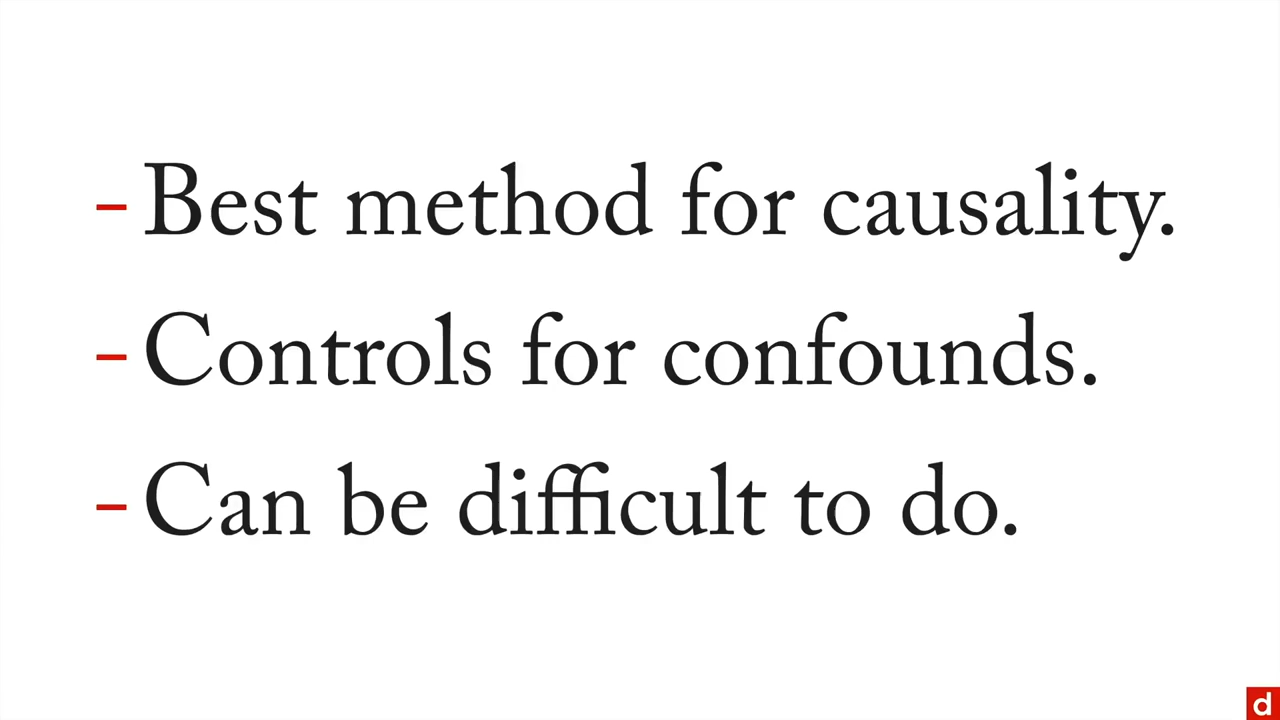 - Best method for causality.
- Controls for confounds.
- Can be difficult to do.
d